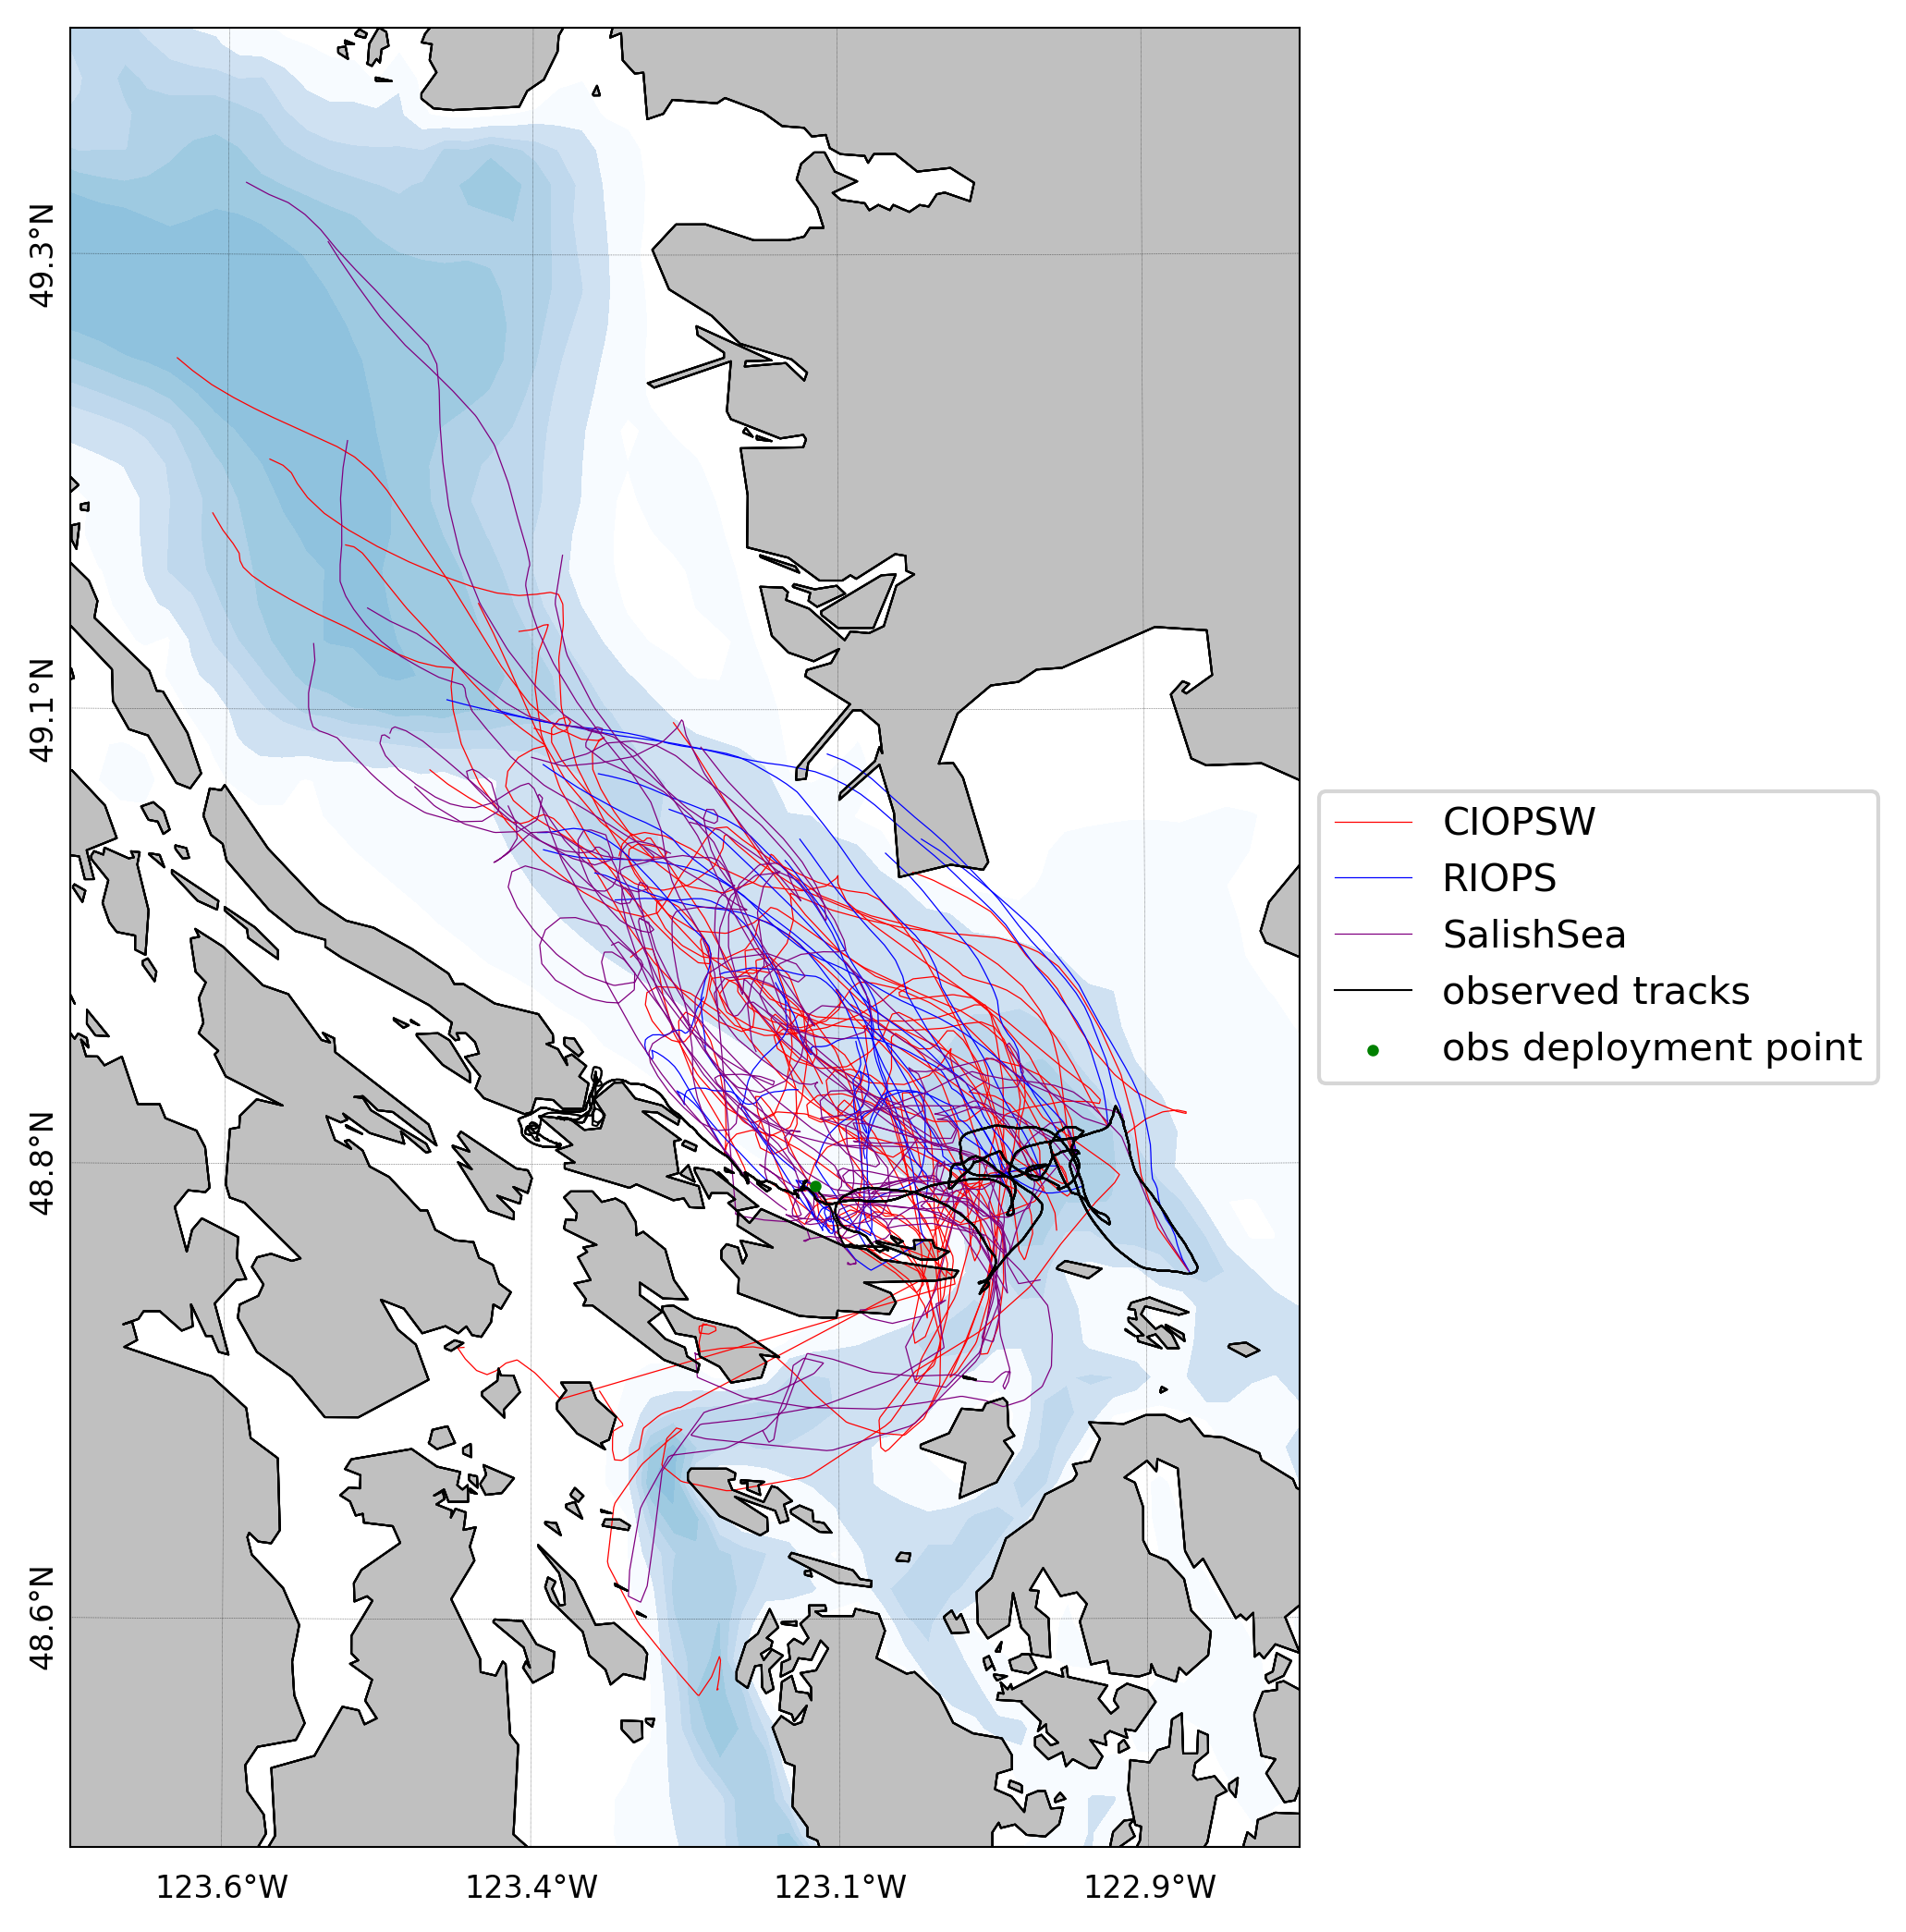 49.3°N
49.1°N
48.8°N
48.6°N
123.6°W
123.4°W
123.1°W
122.9°W
CIOPSW
RIOPS
SalishSea
observed tracks
obs deployment point